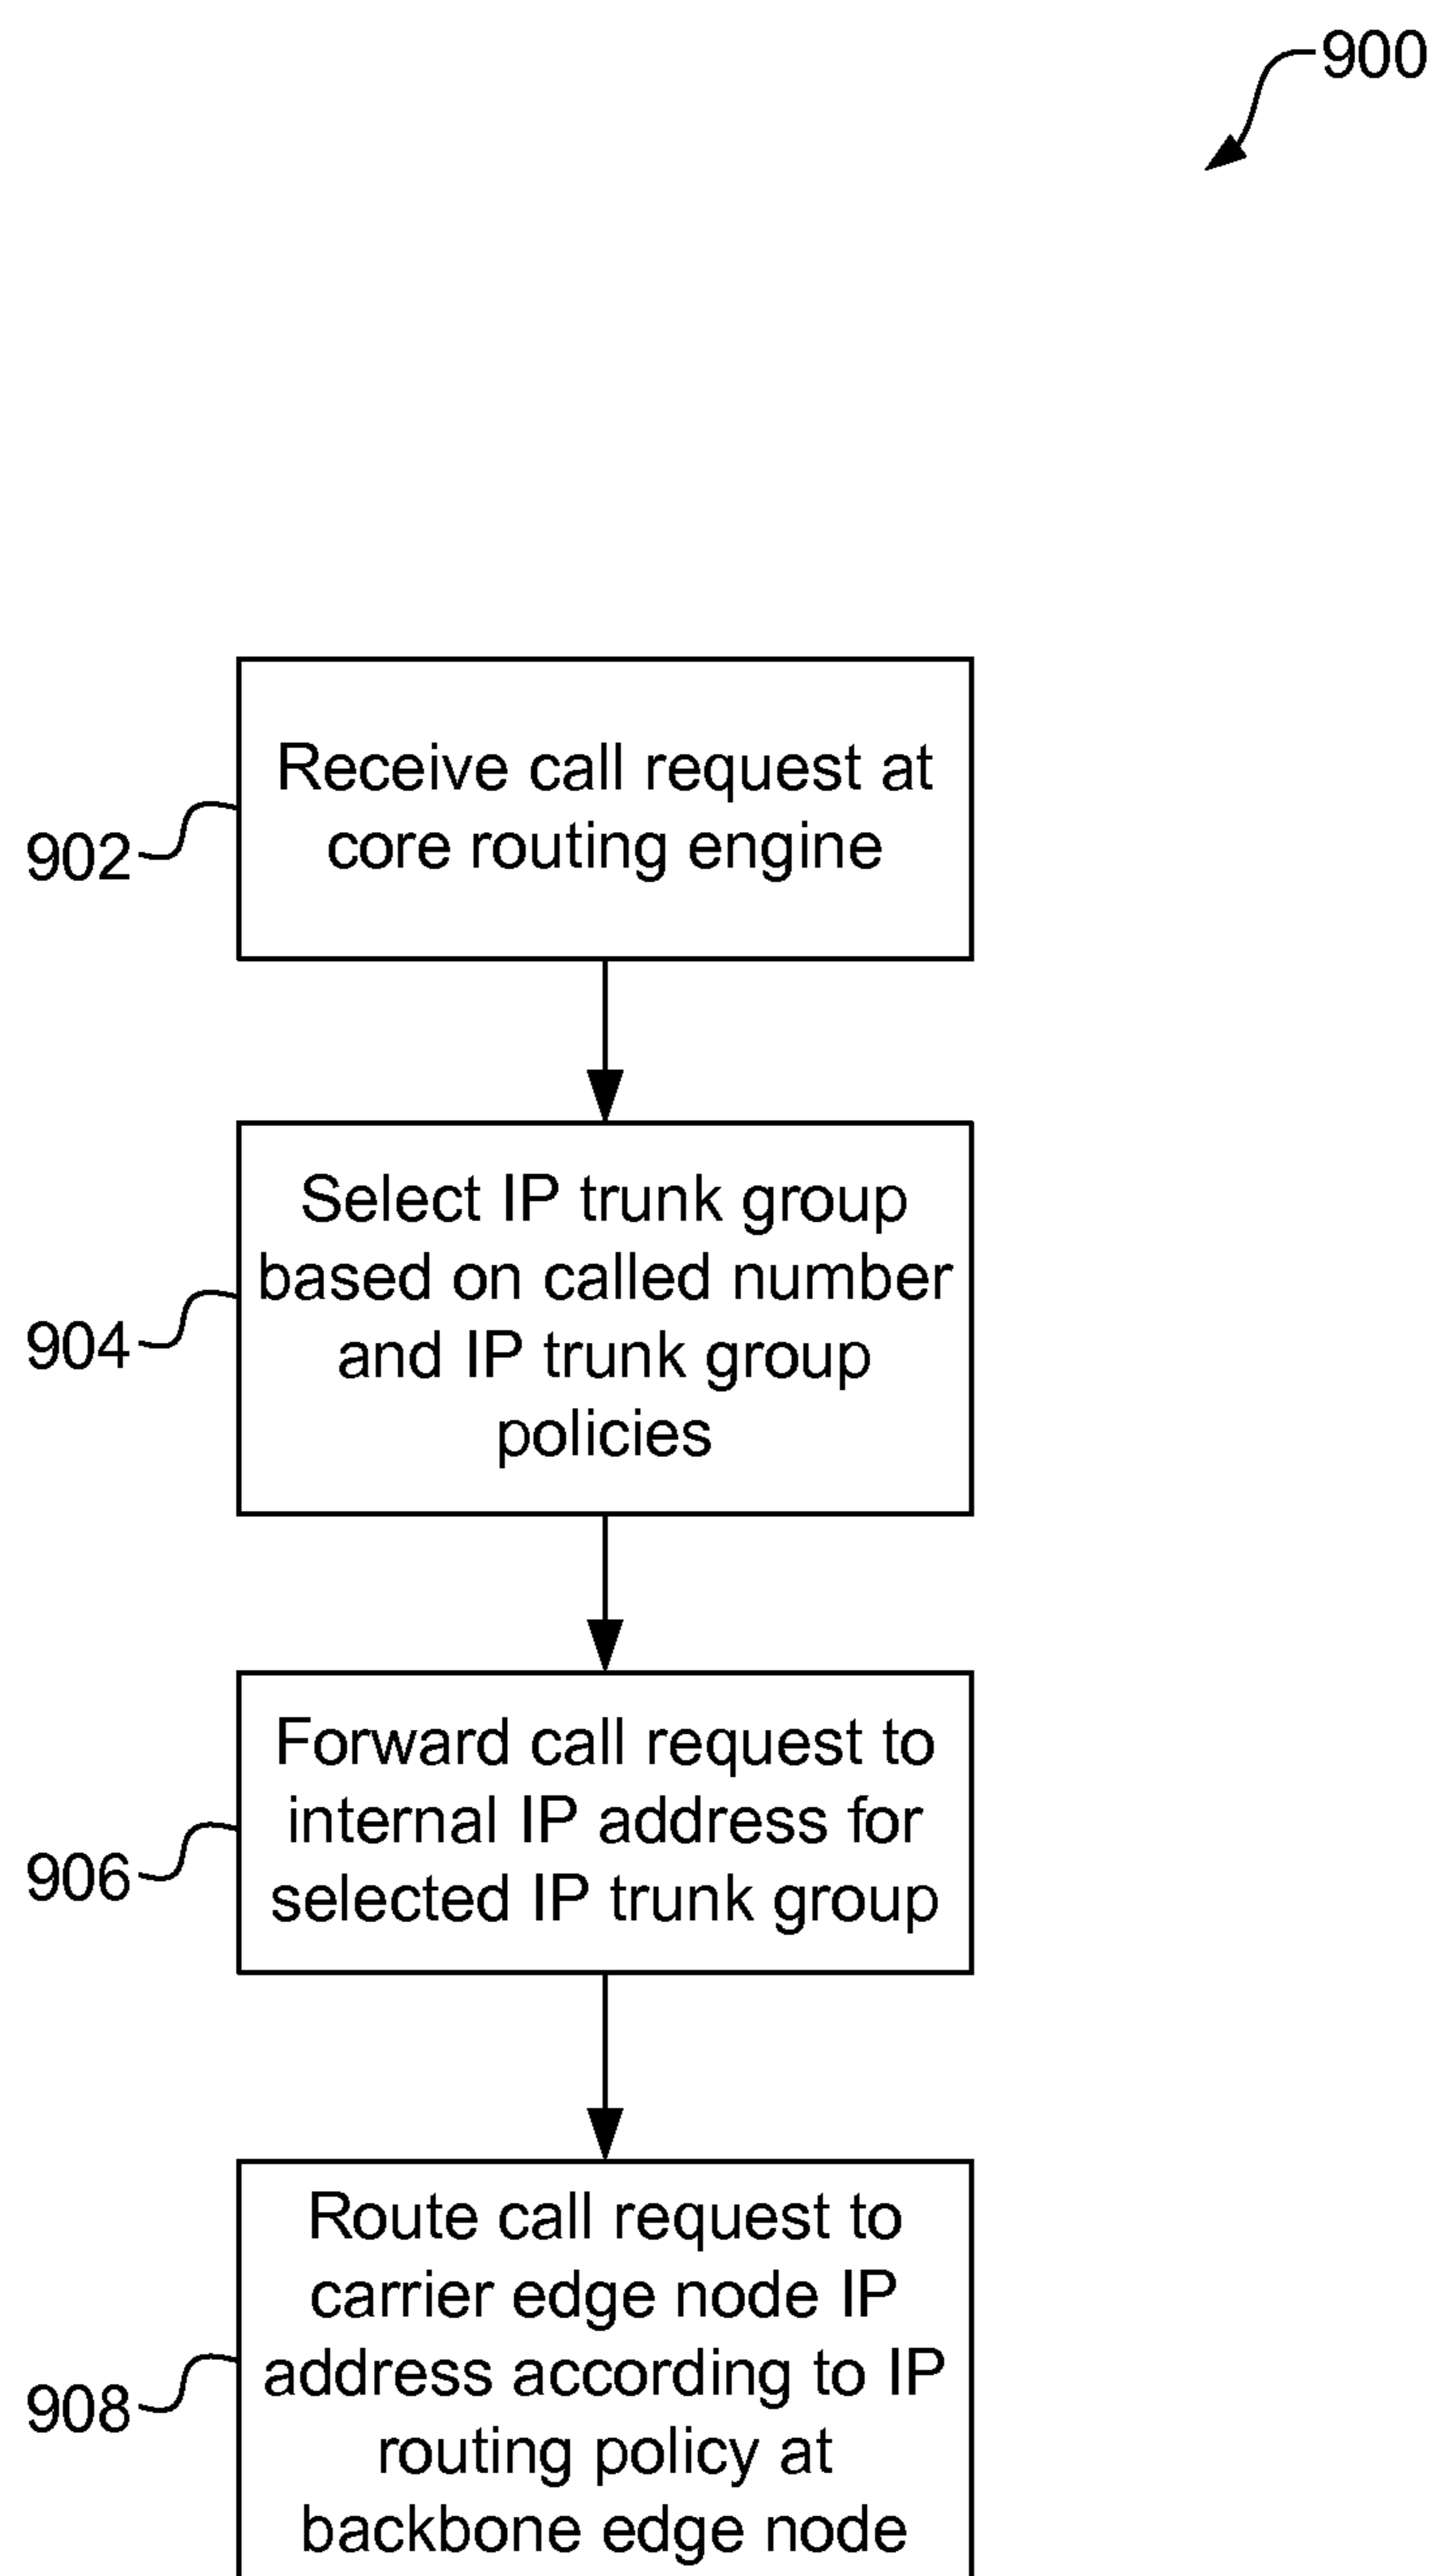 900
Receive call request at
core routing engine
902
Select IP trunk group
based on called number
and IP trunk group
policies
904
Forward call request to
internal IP address for
selected IP trunk group
906
Route call request to
carrier edge node IP
address according to IP
routing policy at
backbone edge node
908